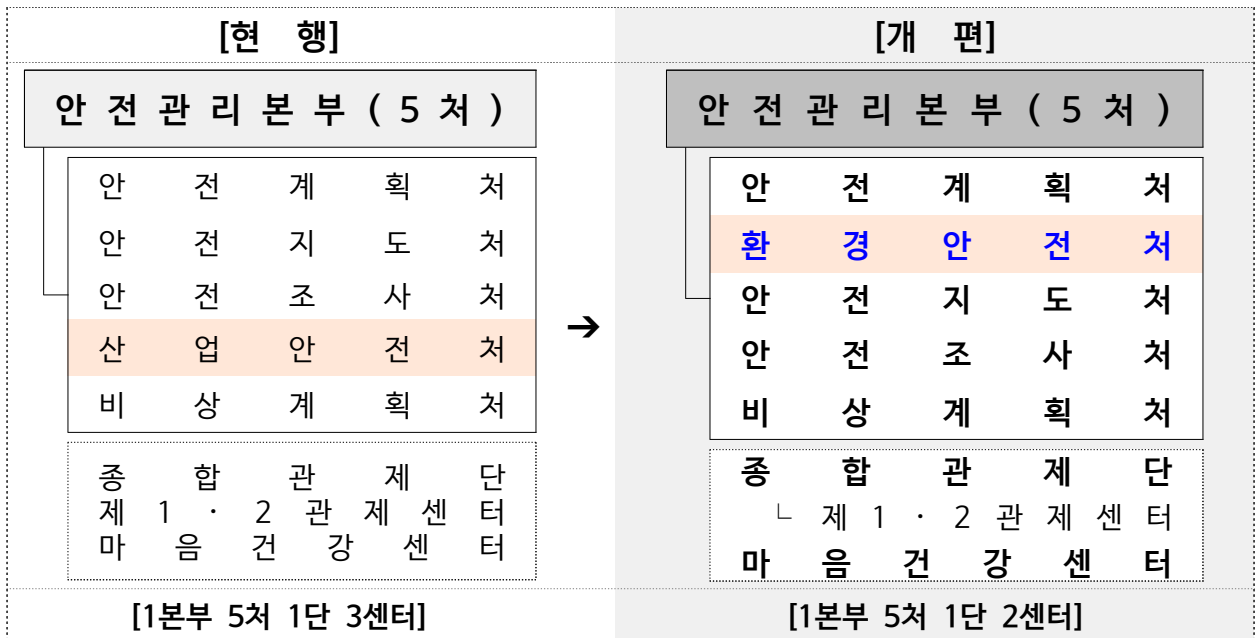 [현 행]
안전관리본부(5처)
안전계획처
안전지도처
안전조사처
산업안전처
비상계획처
종합관제단
제1·2관제센터
마음건강센터
[1본부 5처 1단 3센터]
➔
[개 편]
안전관리본부(5처)
안전계획처
환경안전처
안전지도처
안전조사처
비상계획처
종합관제단
└ 제1·2관제센터
마음건강센터
[1본부 5처 1단 2센터]